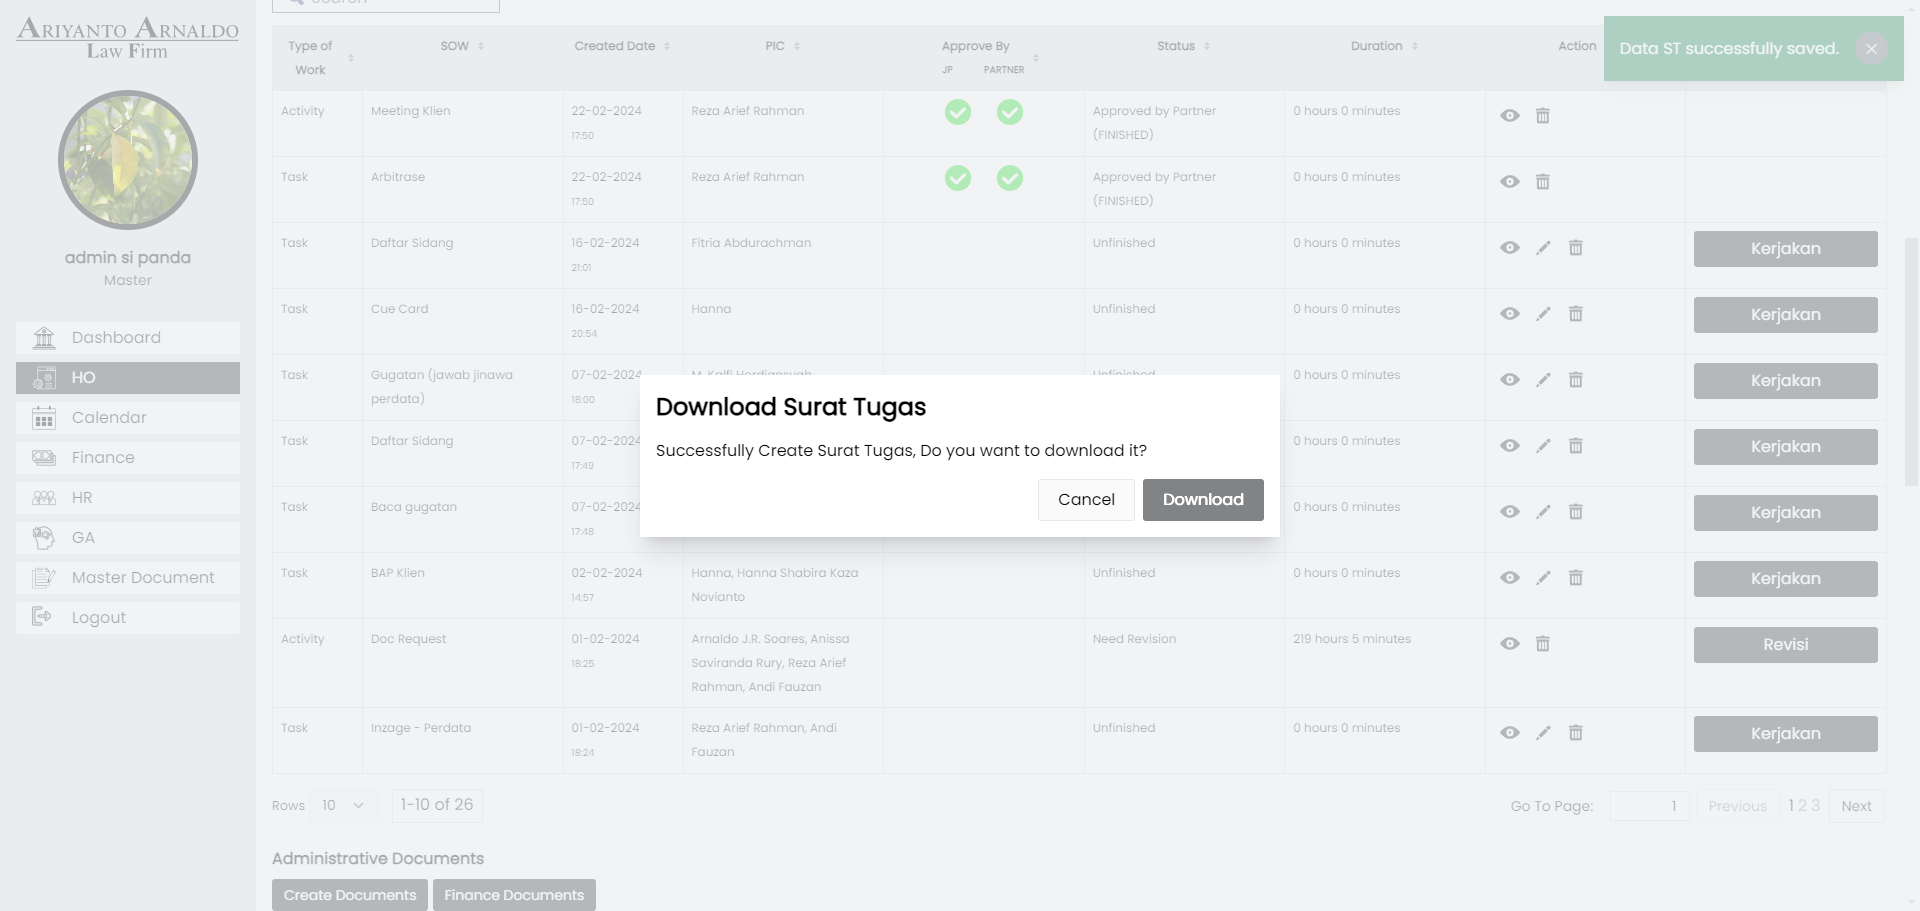 ARIYANTO ARNALDO
Law Firm
admin si panda
Master
Dashboard
HO
Calendar
Finance
HR
GA
Master Document
Logout
Search
Data ST successfully saved.
Type of Work SOW Created Date PIC Approve By JP PARTNER Status Duration Action
Activity Meeting Klien 22-02-2024 17:50 Reza Arief Rahman Approved by Partner (FINISHED) 0 hours 0 minutes
Task Arbitrase 22-02-2024 17:50 Reza Arief Rahman Approved by Partner (FINISHED) 0 hours 0 minutes
Task Daftar Sidang 16-02-2024 21:01 Fitria Abdurachman Unfinished 0 hours 0 minutes Kerjakan
Task Cue Card 16-02-2024 20:54 Hanna Unfinished 0 hours 0 minutes Kerjakan
Task Gugatan (jawab jinawa perdata) 07-02-2024 18:00 Unfinished 0 hours 0 minutes Kerjakan
Task Daftar Sidang 07-02-2024 17:49 0 hours 0 minutes Kerjakan
Task Baca gugatan 07-02-2024 17:48 0 hours 0 minutes Kerjakan
Task BAP Klien 02-02-2024 14:57 Hanna, Hanna Shabira Kaza Novianto Unfinished 0 hours 0 minutes Kerjakan
Activity Doc Request 01-02-2024 18:25 Arnaldo J.R. Soares, Anissa Saviranda Rury, Reza Arief Rahman, Andi Fauzan Need Revision 219 hours 5 minutes Revisi
Task Inzage - Perdata 01-02-2024 18:24 Reza Arief Rahman, Andi Fauzan Unfinished 0 hours 0 minutes Kerjakan
Download Surat Tugas
Successfully Create Surat Tugas, Do you want to download it?
Cancel Download
Rows 10 1-10 of 26 Go To Page: 1 Previous 1 2 3 Next
Administrative Documents
Create Documents Finance Documents